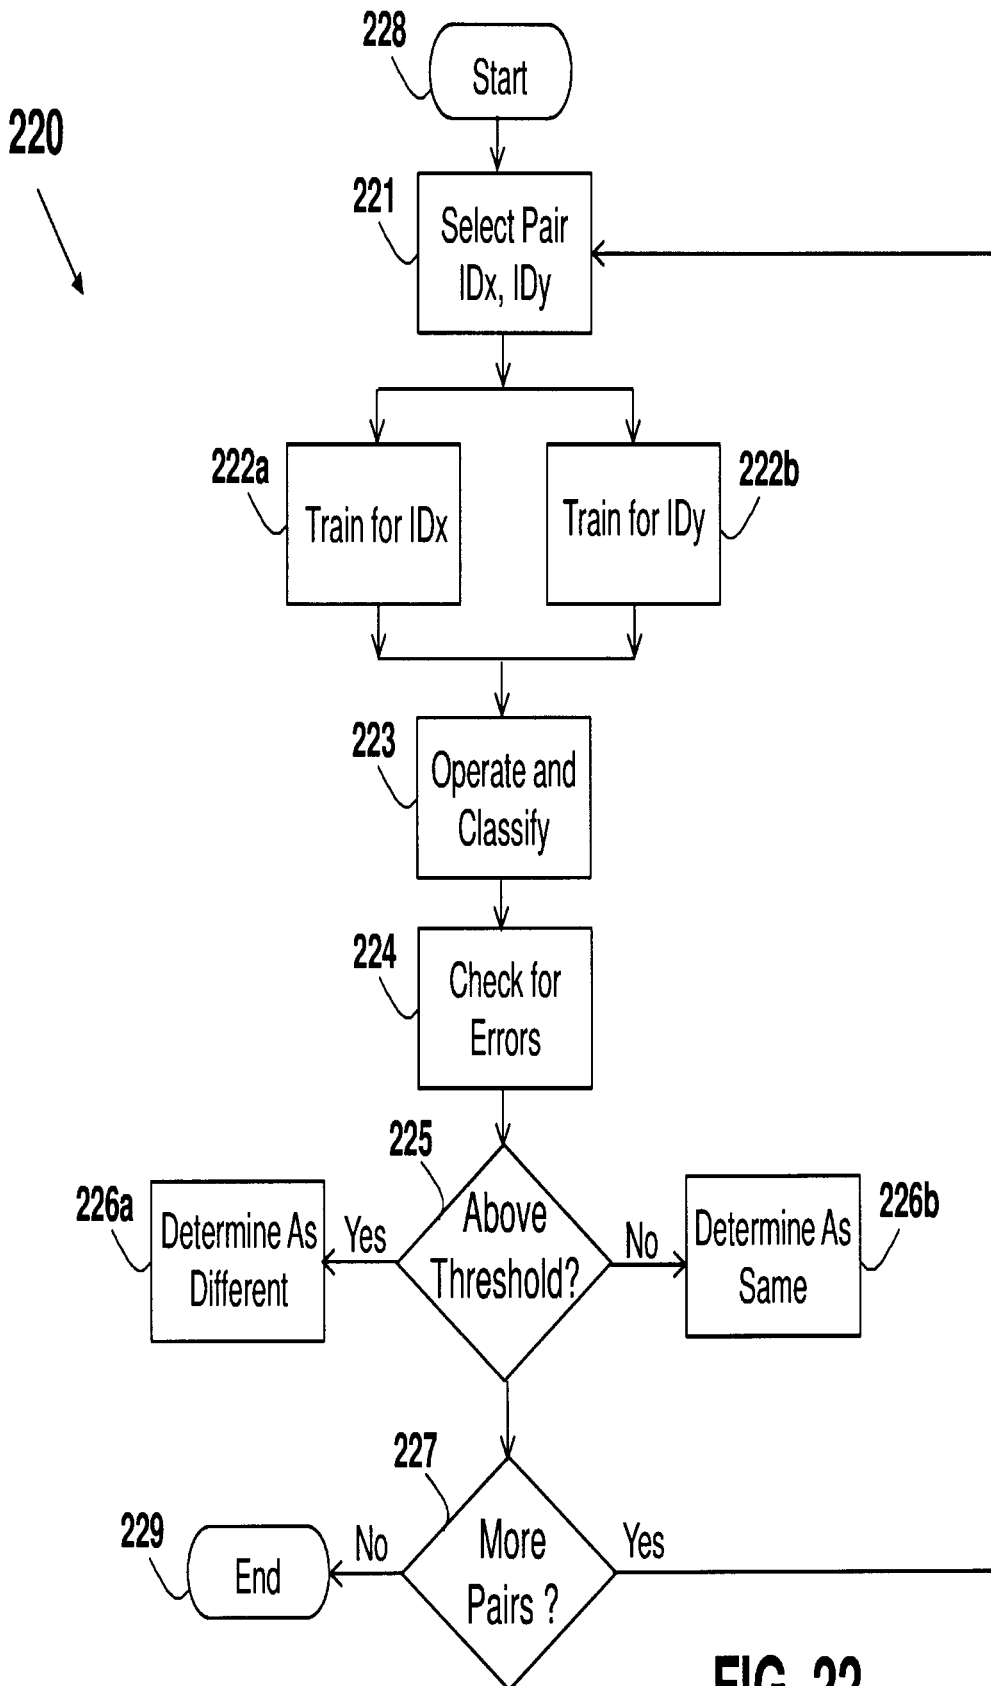 228
Start
220
221
Select Pair
IDx, IDy
222a
Train for IDx
222b
Train for IDy
223
Operate and
Classify
224
Check for
Errors
225
Above
Threshold?
226a
Determine As
Different
Yes
No
226b
Determine As
Same
227
More
Pairs ?
229
End
No
Yes
FIG. 22